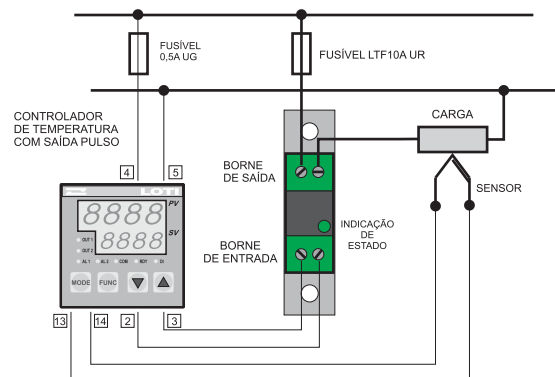 FUSÍVEL
0,5A UG
FUSÍVEL LTF10A UR
CONTROLADOR
DE TEMPERATURA
COM SAÍDA PULSO
CARGA
4
5
BORNE
DE SAÍDA
SENSOR
LOTI
PV
8888
SV
8888
OUT 1
OUT 2
AL 1 AL 2 COM RDY DI
MODE FUNC
INDICAÇÃO
DE
ESTADO
BORNE
DE ENTRADA
13 14 2 3